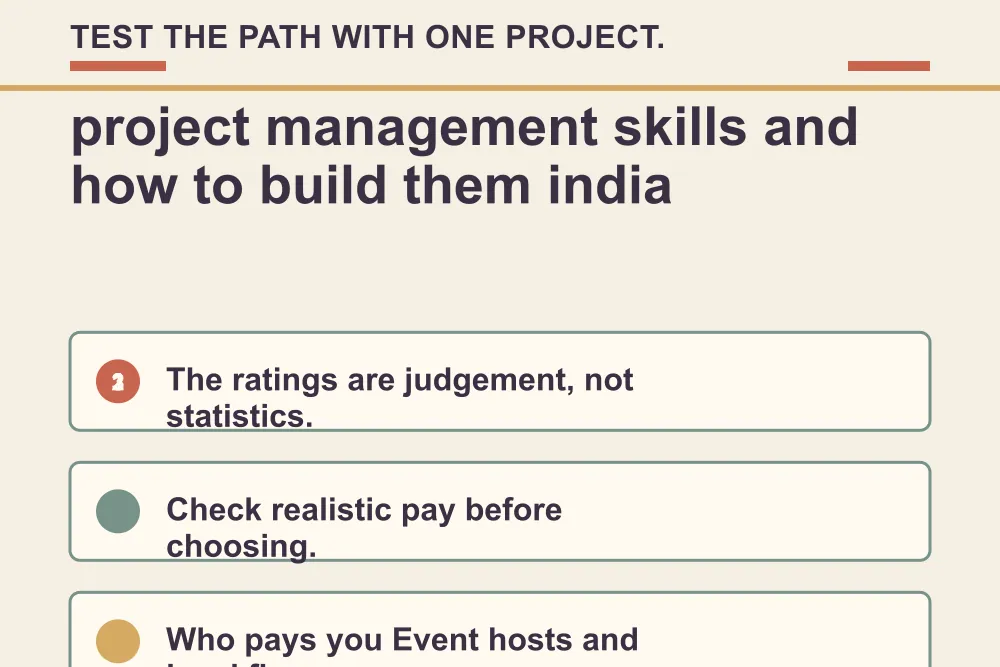 TEST THE PATH WITH ONE PROJECT.
project management skills and
how to build them india
The ratings are judgement, not
statistics.
Check realistic pay before
choosing.
Who pays you Event hosts and